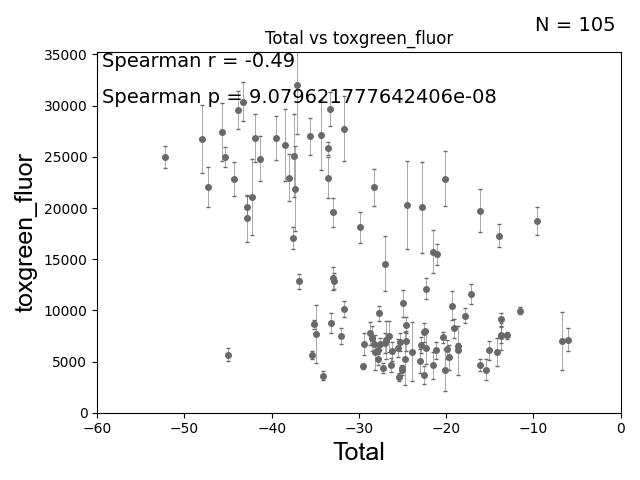 N = 105
Total vs toxgreen_fluor
Spearman r = -0.49
Spearman p = 9.079621777642406e-08
toxgreen_fluor
35000
30000
25000
20000
15000
10000
5000
0
−60
−50
−40
−30
−20
−10
0
Total